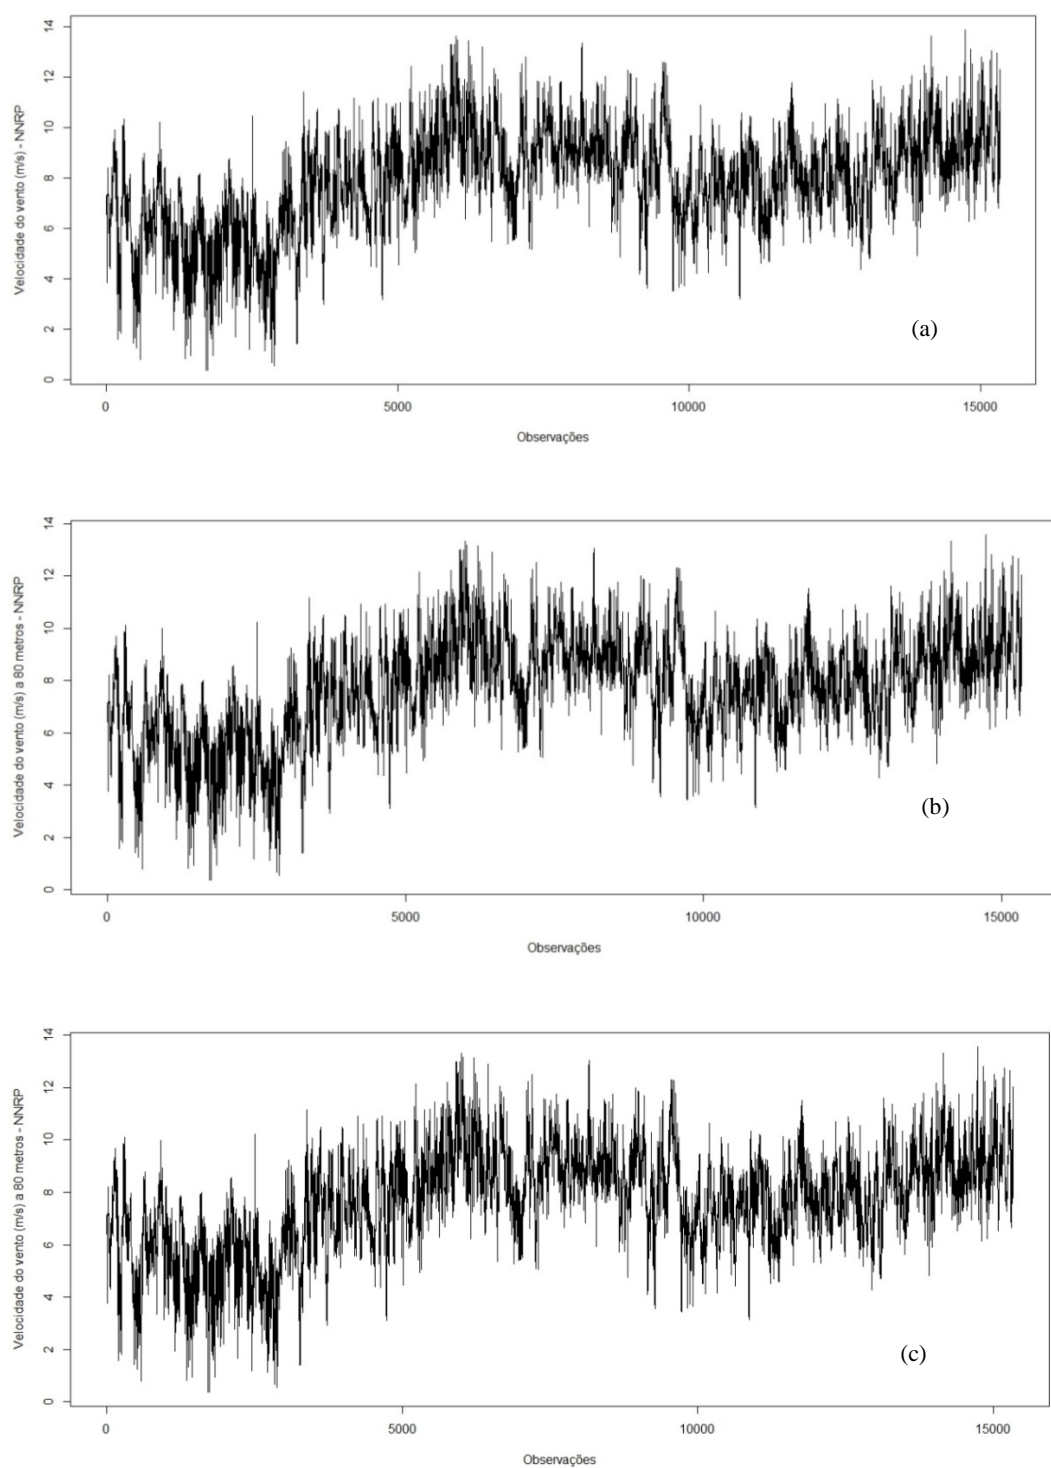 Velocidade do vento (m/s) - NNRP
14
12
10
8
6
4
2
0
(a)
0 5000 10000 15000
Observações
Velocidade do vento (m/s) a 80 metros - NNRP
14
12
10
8
6
4
2
0
(b)
0 5000 10000 15000
Observações
Velocidade do vento (m/s) a 80 metros - NNRP
14
12
10
8
6
4
2
0
(c)
0 5000 10000 15000
Observações